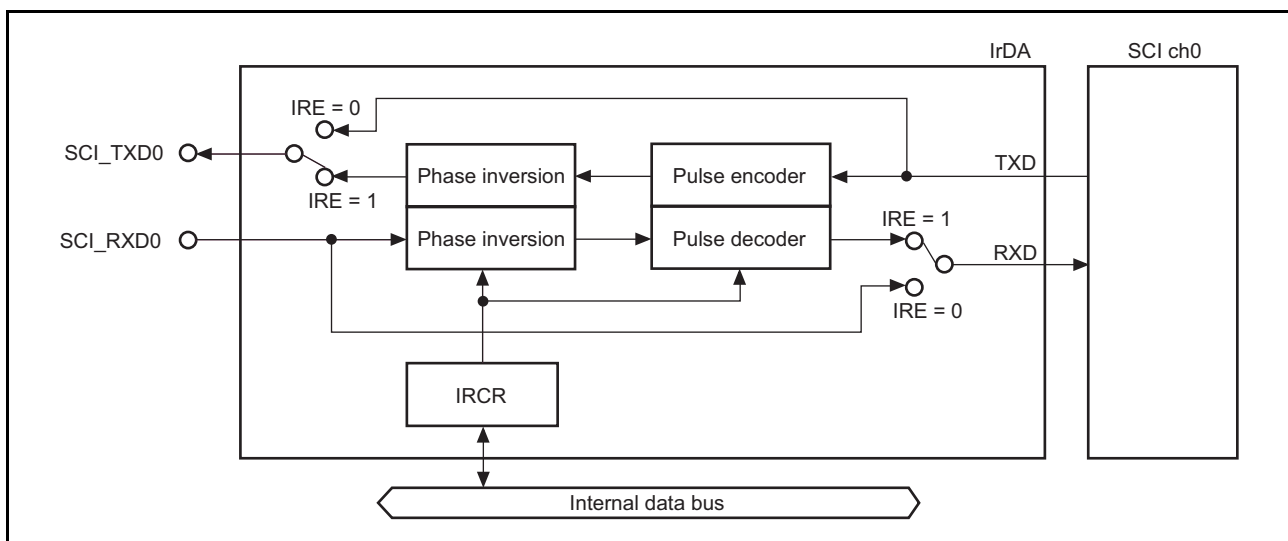 IrDA
SCI ch0
IRE = 0
SCI_TXD0
TXD
Phase inversion
Pulse encoder
IRE = 1
IRE = 1
SCI_RXD0
Phase inversion
Pulse decoder
RXD
IRE = 0
IRCR
Internal data bus